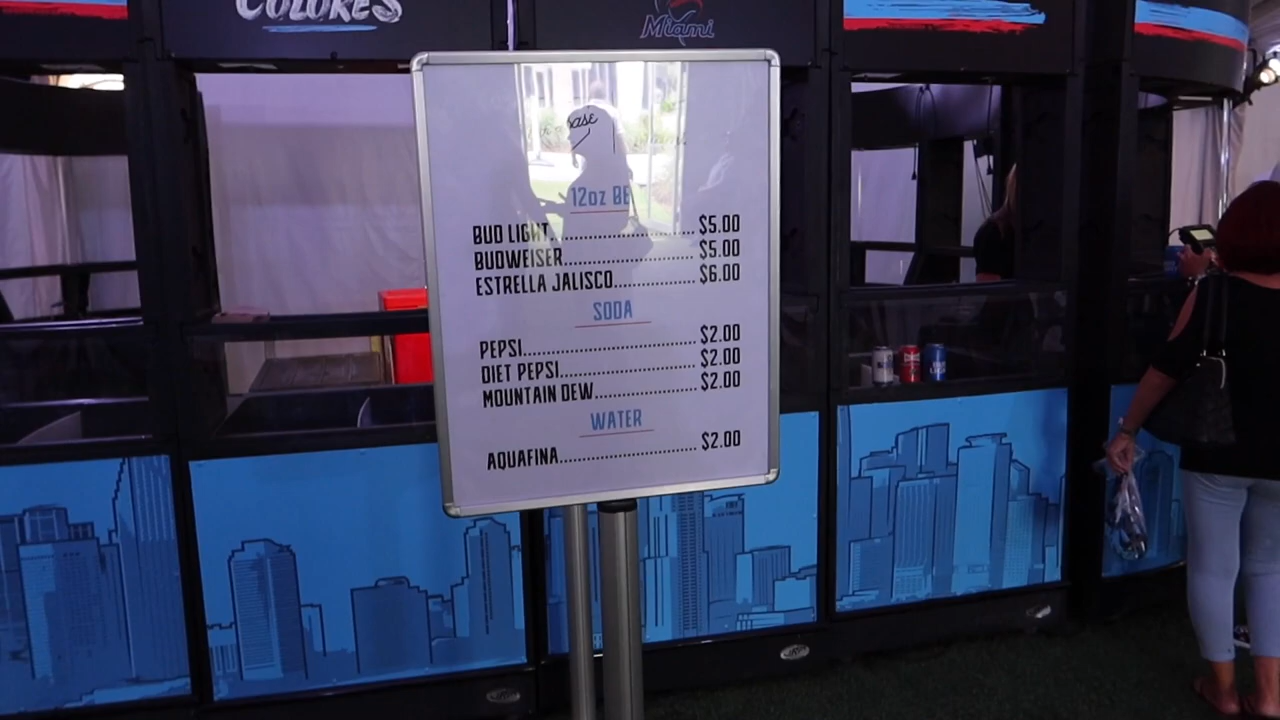 COLORES
Miami
12oz BE
BUD LIGHT $5.00
BUDWEISER $5.00
ESTRELLA JALISCO $6.00
SODA
PEPSI $2.00
DIET PEPSI $2.00
MOUNTAIN DEW $2.00
WATER
AQUAFINA $2.00